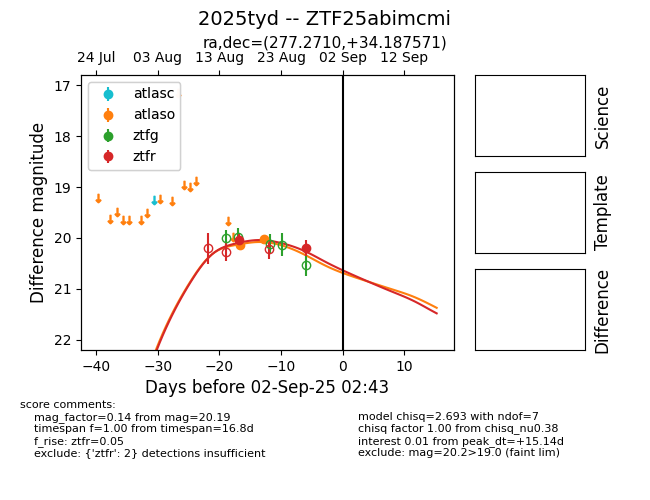 2025tyd -- ZTF25abimcmi
ra,dec=(277.2710,+34.187571)
24 Jul 03 Aug 13 Aug 23 Aug 02 Sep 12 Sep
17
18
19
20
21
22
Difference magnitude
atlasc
atlaso
ztfg
ztfr
−40 −30 −20 −10 0 10
Days before 02-Sep-25 02:43
Science
Template
Difference
score comments:
mag_factor=0.14 from mag=20.19
timespan f=1.00 from timespan=16.8d
f_rise: ztfr=0.05
exclude: {'ztfr': 2} detections insufficient
model chisq=2.693 with ndof=7
chisq factor 1.00 from chisq_nu0.38
interest 0.01 from peak_dt=+15.14d
exclude: mag=20.2>19.0 (faint lim)